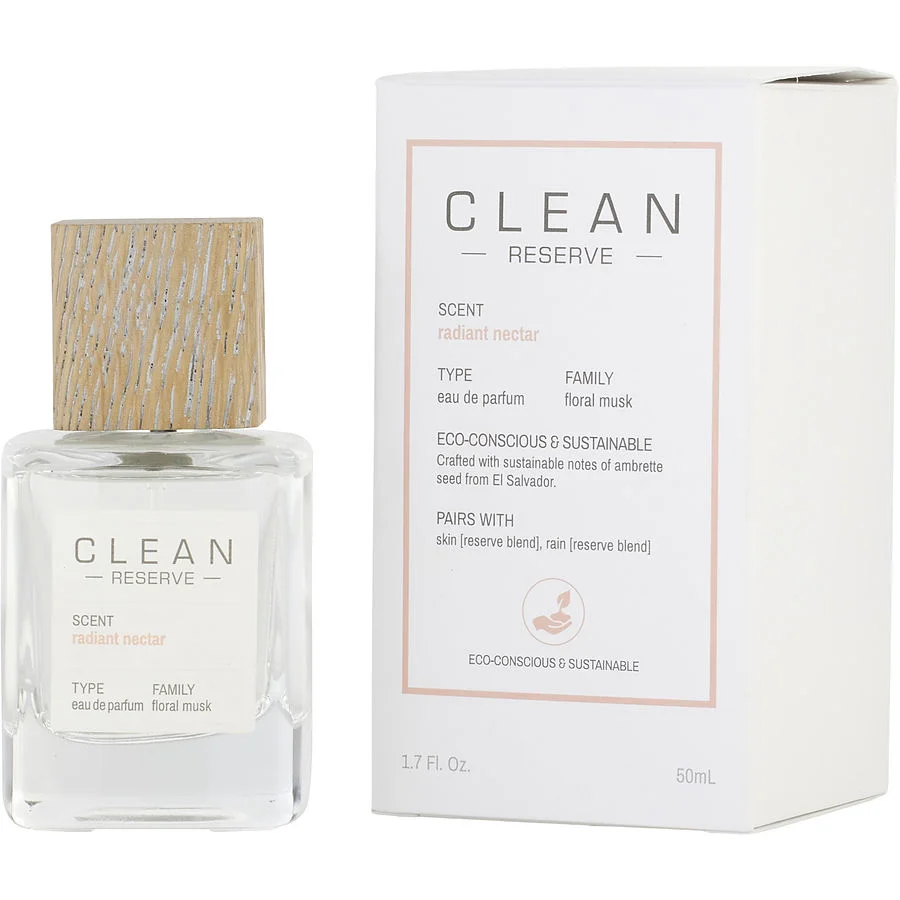 CLEAN
— RESERVE —
SCENT
radiant nectar
TYPE FAMILY
eau de parfum floral musk
CLEAN
— RESERVE —
SCENT
radiant nectar
TYPE FAMILY
eau de parfum floral musk
ECO-CONSCIOUS & SUSTAINABLE
Crafted with sustainable notes of ambrette
seed from El Salvador.
PAIRS WITH
skin [reserve blend], rain [reserve blend]
ECO-CONSCIOUS & SUSTAINABLE
1.7 Fl. Oz. 50mL